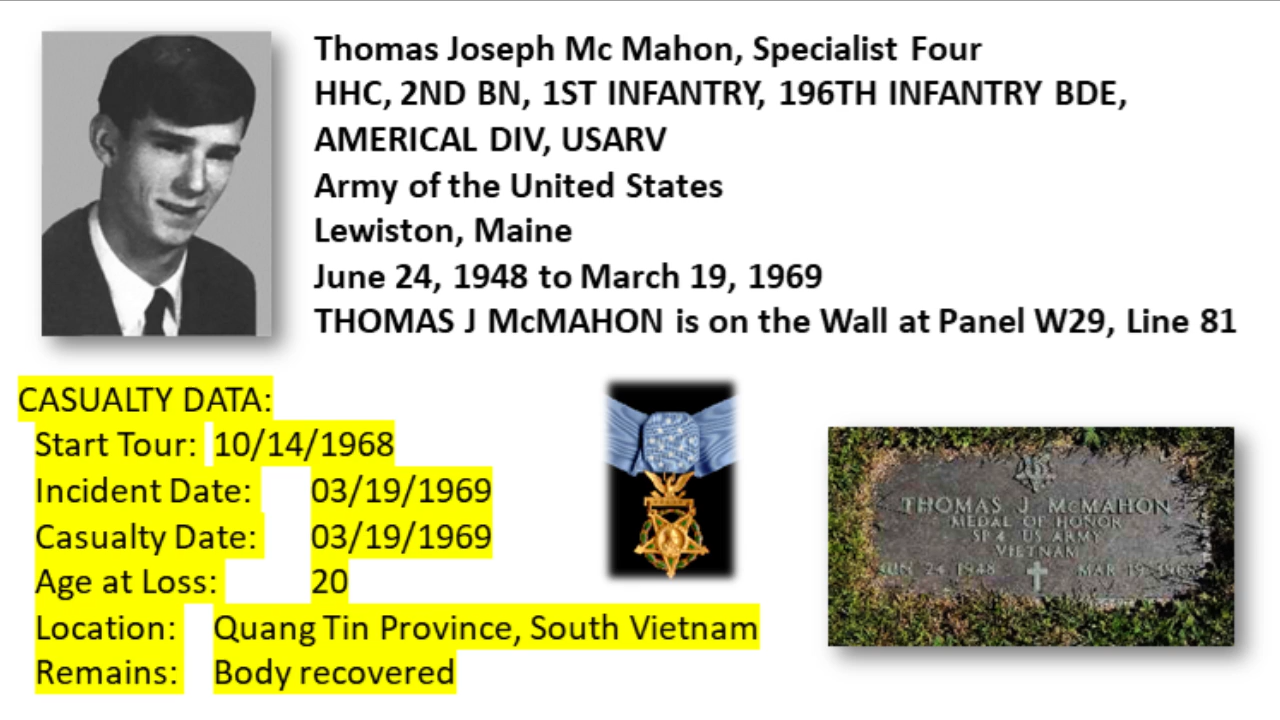 Thomas Joseph Mc Mahon, Specialist Four
HHC, 2ND BN, 1ST INFANTRY, 196TH INFANTRY BDE,
AMERICAL DIV, USARV
Army of the United States
Lewiston, Maine
June 24, 1948 to March 19, 1969
THOMAS J McMAHON is on the Wall at Panel W29, Line 81
CASUALTY DATA:
Start Tour: 10/14/1968
Incident Date: 03/19/1969
Casualty Date: 03/19/1969
Age at Loss: 20
Location: Quang Tin Province, South Vietnam
Remains: Body recovered
THOMAS J McMAHON
MEDAL OF HONOR
SP4 US ARMY
VIETNAM
JUN 24 1948 MAR 19 1969